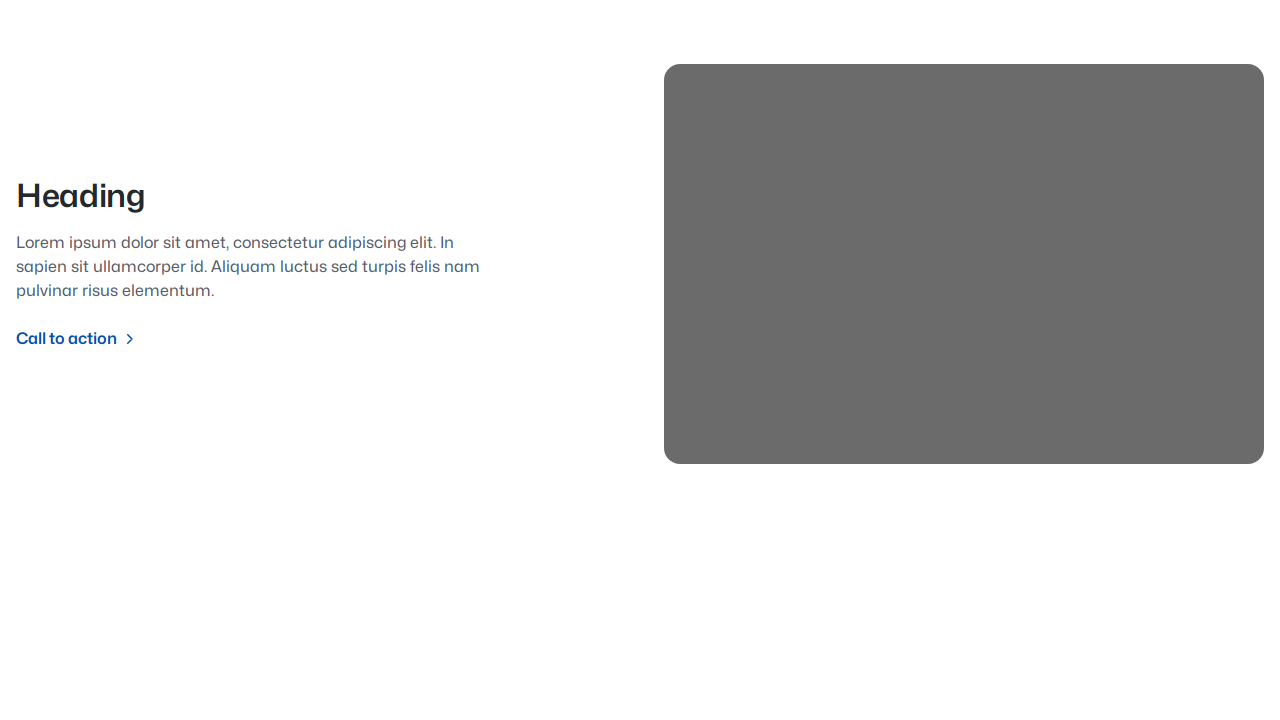 Heading
Lorem ipsum dolor sit amet, consectetur adipiscing elit. In
sapien sit ullamcorper id. Aliquam luctus sed turpis felis nam
pulvinar risus elementum.
Call to action